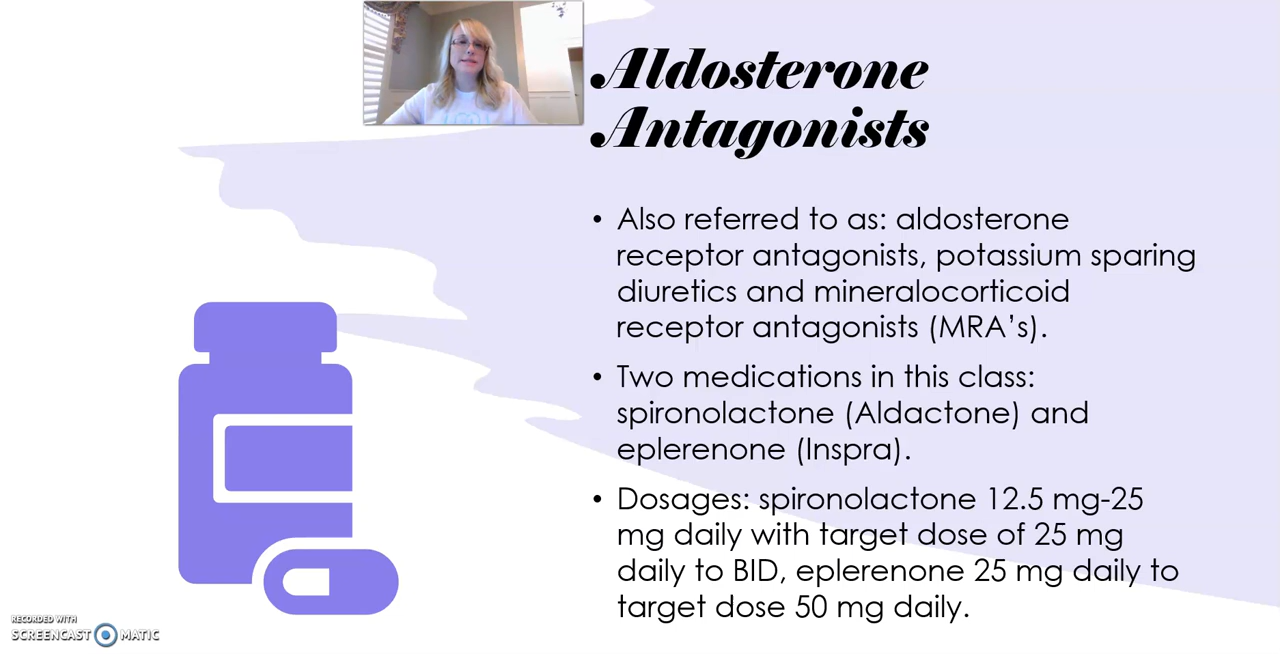 Aldosterone
Antagonists
• Also referred to as: aldosterone
receptor antagonists, potassium sparing
diuretics and mineralocorticoid
receptor antagonists (MRA's).
• Two medications in this class:
spironolactone (Aldactone) and
eplerenone (Inspra).
• Dosages: spironolactone 12.5 mg-25
mg daily with target dose of 25 mg
daily to BID, eplerenone 25 mg daily to
target dose 50 mg daily.
RECORDED WITH
SCREENCAST MATIC